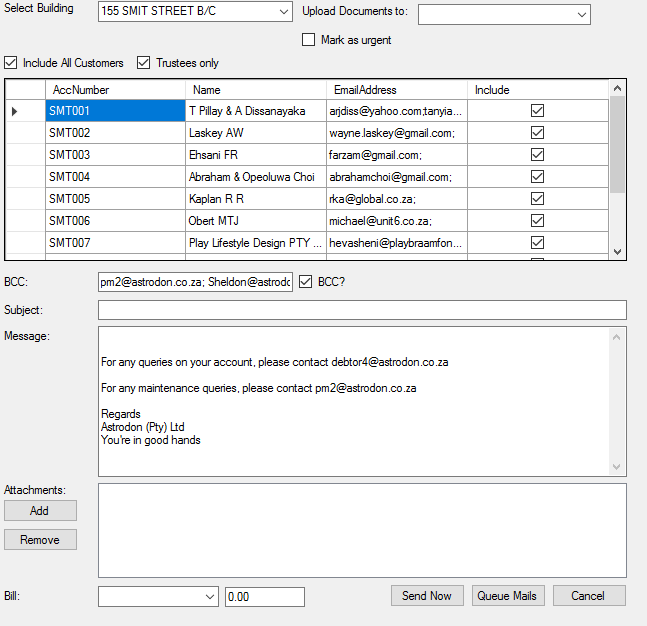 Select Building 155 SMIT STREET B/C Upload Documents to:
Mark as urgent
Include All Customers Trustees only
AccNumber Name EmailAddress Include
SMT001 T Pillay & A Dissanayaka arjdiss@yahoo.com;tanyia...
SMT002 Laskey AW wayne.laskey@gmail.com;
SMT003 Ehsani FR farzam@gmail.com;
SMT004 Abraham & Opeoluwa Choi abrahamchoi@gmail.com;
SMT005 Kaplan R R rka@global.co.za;
SMT006 Obert MTJ michael@unit6.co.za;
SMT007 Play Lifestyle Design PTY ... hevasheni@playbraamfon...
BCC: pm2@astrodon.co.za; Sheldon@astrodc BCC?
Subject:
Message:
For any queries on your account, please contact debtor4@astrodon.co.za
For any maintenance queries, please contact pm2@astrodon.co.za
Regards
Astrodon (Pty) Ltd
You're in good hands
Attachments:
Add
Remove
Bill: 0.00 Send Now Queue Mails Cancel